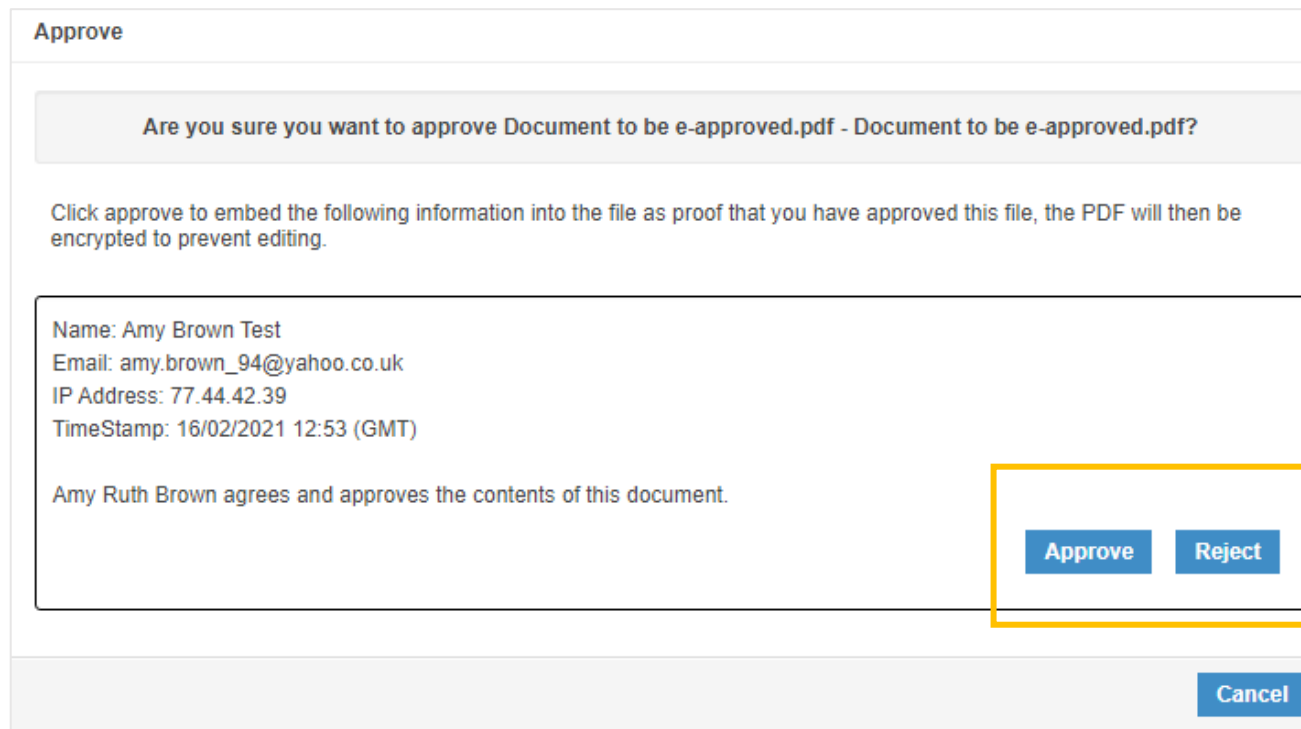 Approve
Are you sure you want to approve Document to be e-approved.pdf - Document to be e-approved.pdf?
Click approve to embed the following information into the file as proof that you have approved this file, the PDF will then be
encrypted to prevent editing.
Name: Amy Brown Test
Email: amy.brown_94@yahoo.co.uk
IP Address: 77.44.42.39
TimeStamp: 16/02/2021 12:53 (GMT)
Amy Ruth Brown agrees and approves the contents of this document.
Approve Reject
Cancel